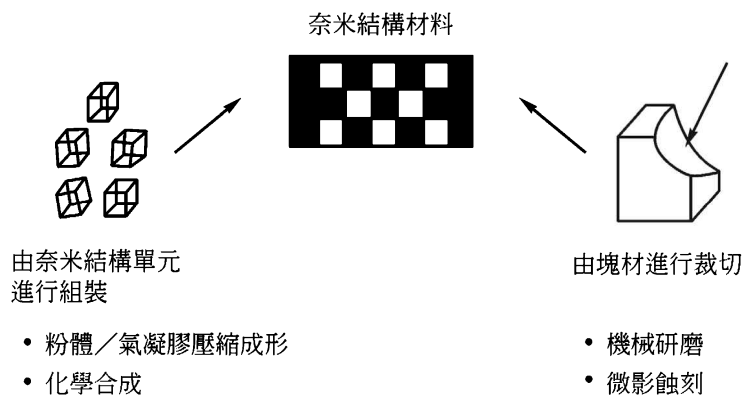 奈米結構材料
由奈米結構單元
進行組裝
• 粉體／氣凝膠壓縮成形
• 化學合成
由塊材進行裁切
• 機械研磨
• 微影蝕刻